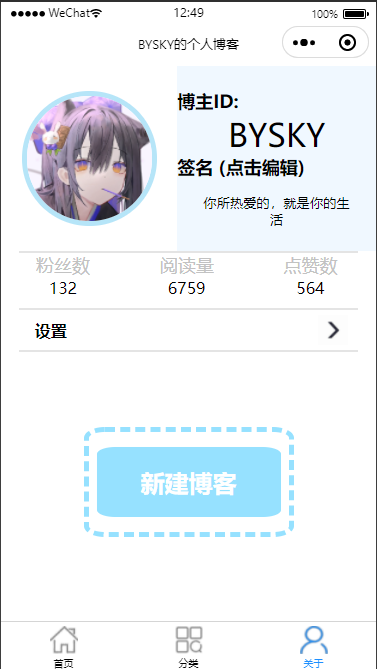 WeChat 12:49 100%
BYSKY的个人博客
博主ID:
BYSKY
签名 (点击编辑)
你所热爱的，就是你的生
活
粉丝数 阅读量 点赞数
132 6759 564
设置
新建博客
首页 分类 关于